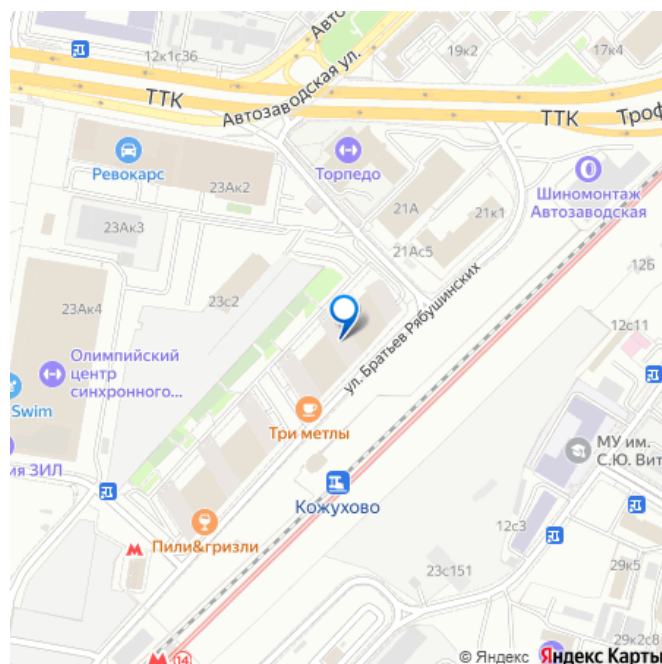 Авто
12к1с36
Автозаводская ул.
19к2
17к4
ТТК
ТТК
Троф
Ревокарс
23Ак2
Торпедо
Шиномонтаж
Автозаводская
21А
21к1
23Ак3
21Ас5
12Б
23Ак4
23с2
ул. Братьев Рябушинских
12с11
Олимпийский
центр
синхронного...
Swim
Три метлы
МУ им.
С.Ю. Вит
ия ЗИЛ
Кожухово
Пили&гризли
12с3
23с151
29к5
14
29к2с8
© Яндекс Яндекс Карты